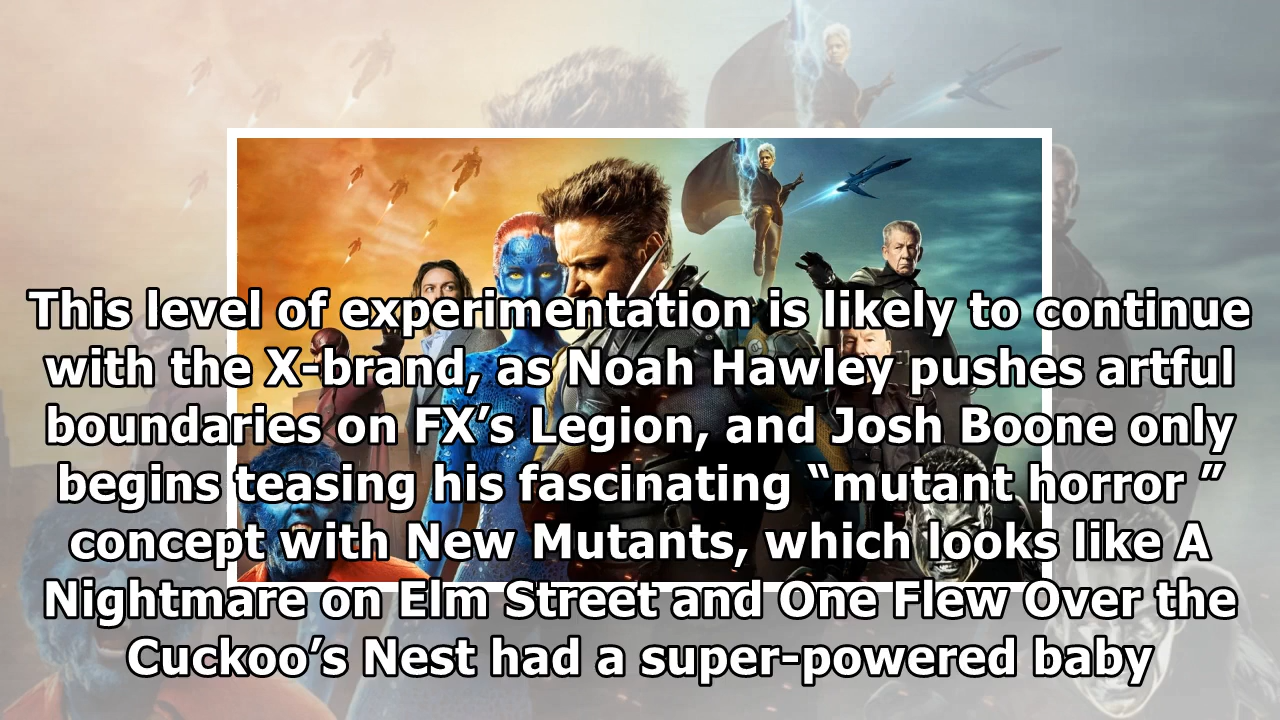 This level of experimentation is likely to continue
with the X-brand, as Noah Hawley pushes artful
boundaries on FX’s Legion, and Josh Boone only
begins teasing his fascinating “mutant horror ”
concept with New Mutants, which looks like A
Nightmare on Elm Street and One Flew Over the
Cuckoo’s Nest had a super-powered baby